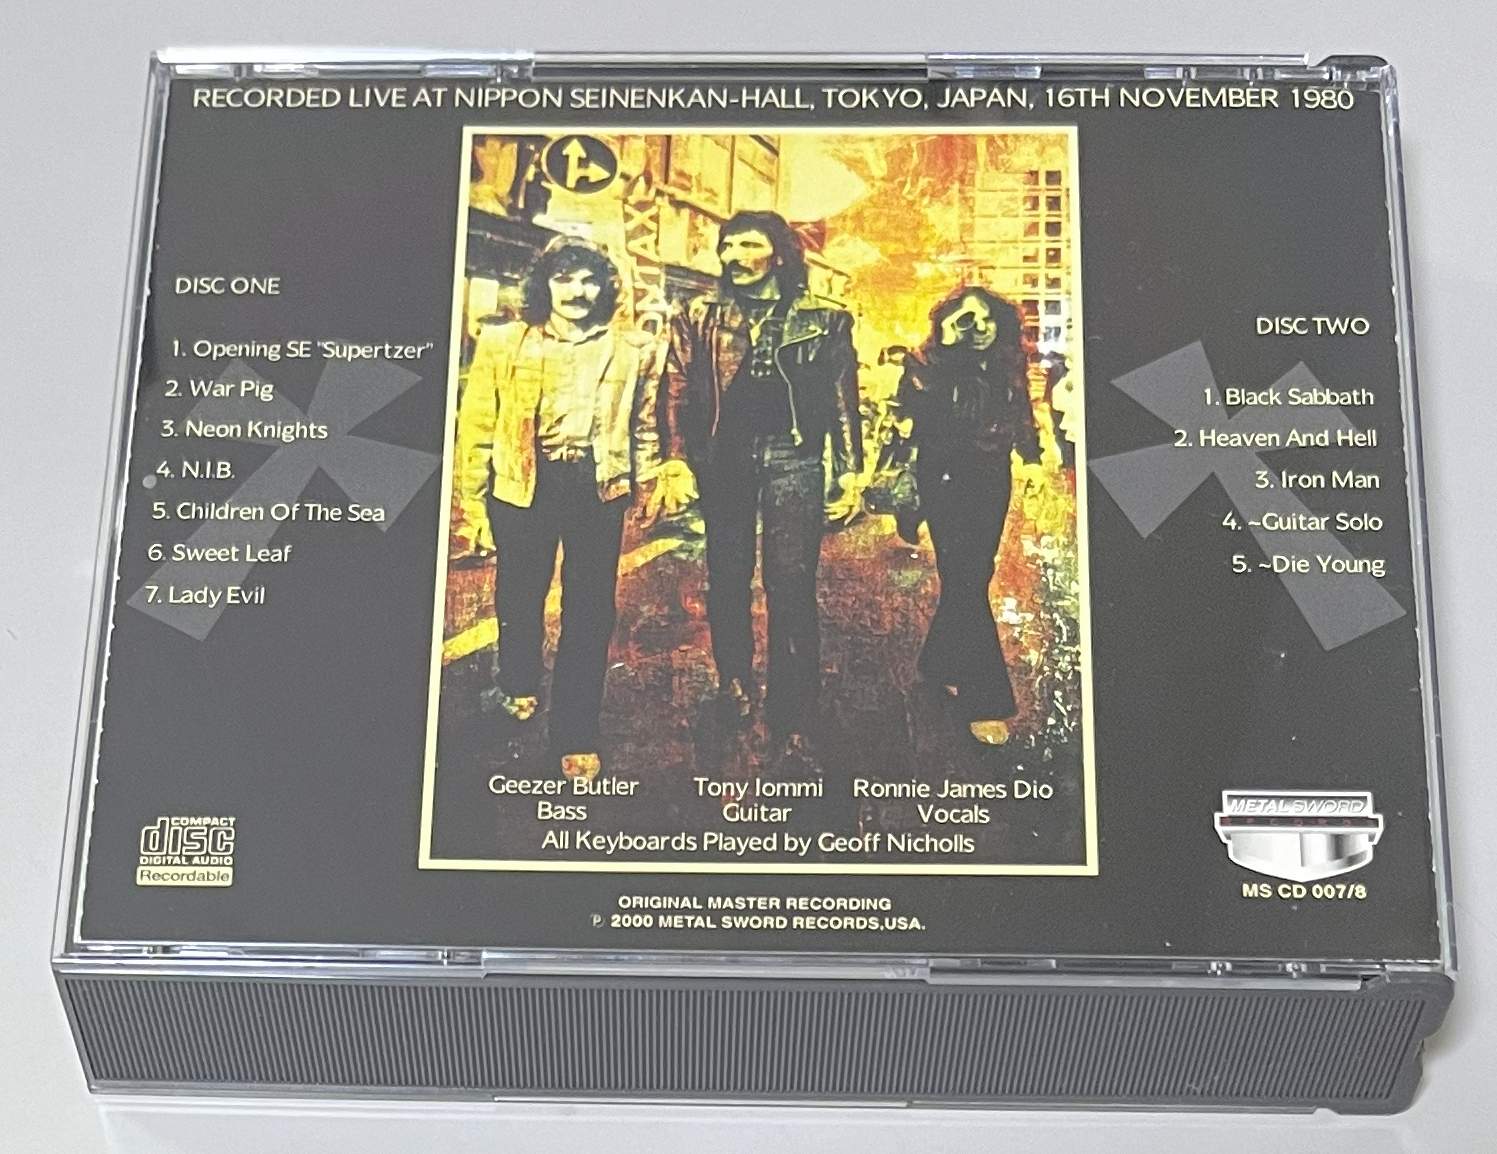 RECORDED LIVE AT NIPPON SEINENKAN-HALL, TOKYO, JAPAN, 16TH NOVEMBER 1980
DISC ONE
1. Opening SE "Supertzer"
2. War Pig
3. Neon Knights
4. N.I.B.
5. Children Of The Sea
6. Sweet Leaf
7. Lady Evil
DISC TWO
1. Black Sabbath
2. Heaven And Hell
3. Iron Man
4. ~Guitar Solo
5. ~Die Young
Geezer Butler
Bass
Tony Iommi
Guitar
Ronnie James Dio
Vocals
All Keyboards Played by Geoff Nicholls
COMPACT
disc
DIGITAL AUDIO
Recordable
ORIGINAL MASTER RECORDING
℗ 2000 METAL SWORD RECORDS,USA.
METAL SWORD
MS CD 007/8